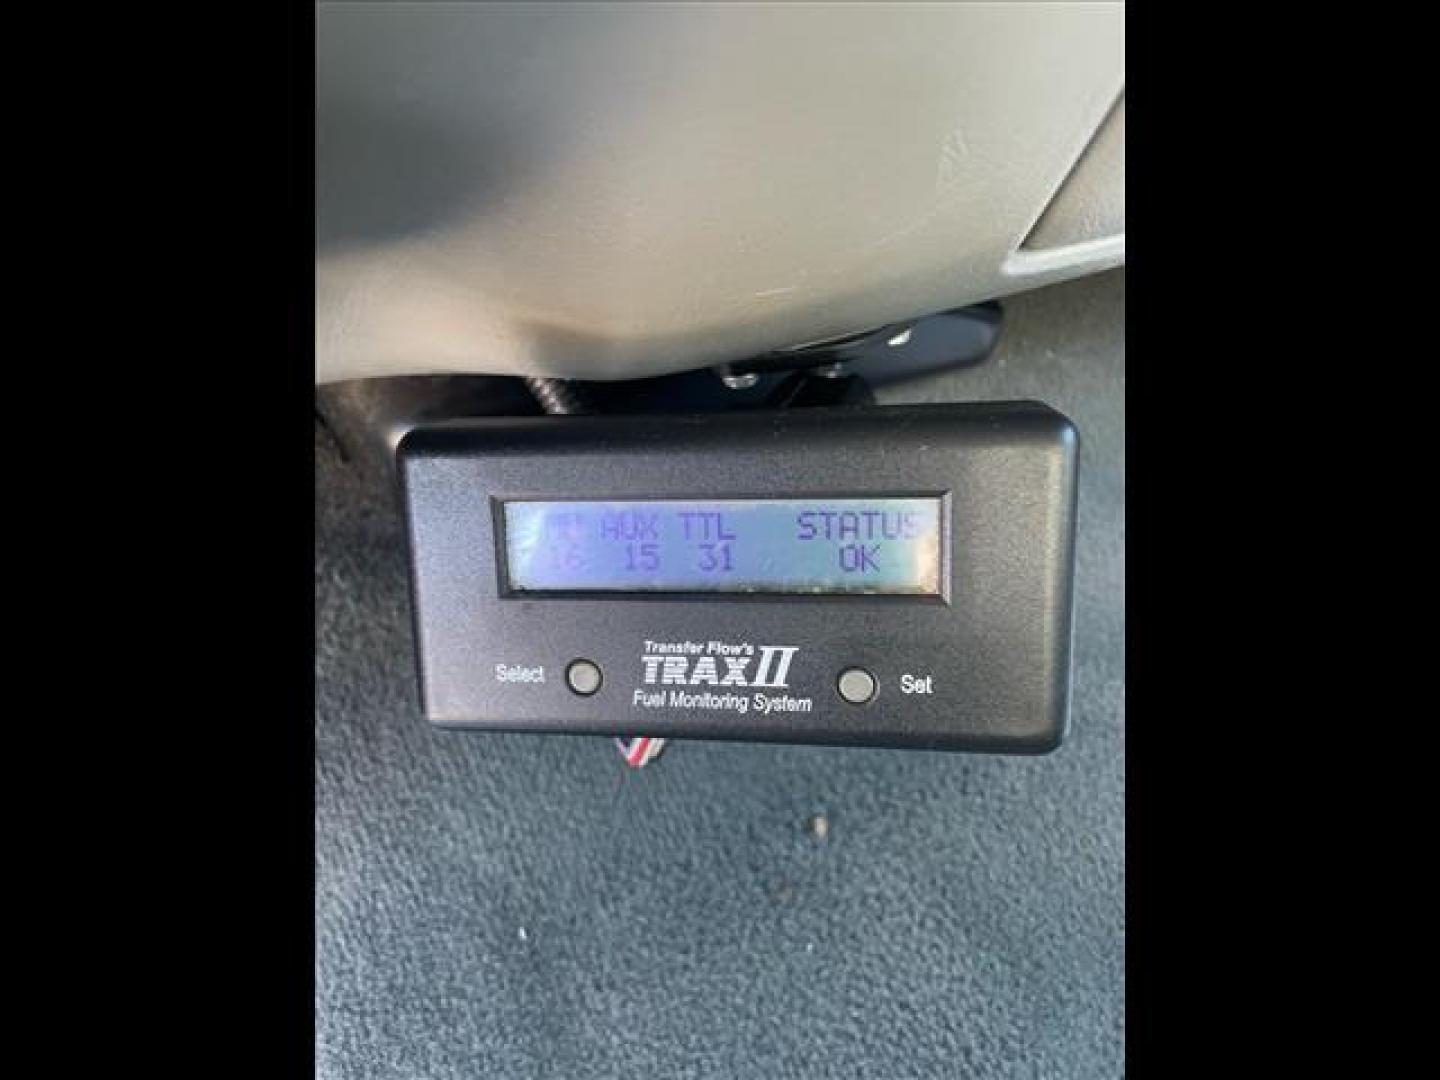 AUX TTL STATUS
16 15 31 OK
Transfer Flow's
TRAX II
Fuel Monitoring System
Select
Set